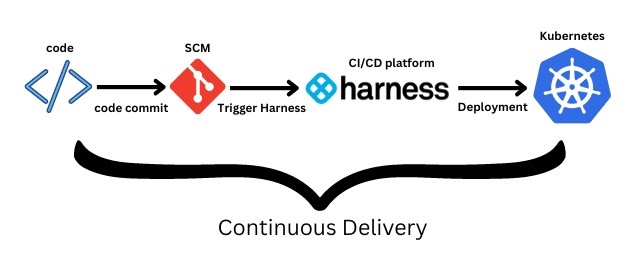 code
SCM
CI/CD platform
Kubernetes
</>
harness
code commit
Trigger Harness
Deployment
Continuous Delivery